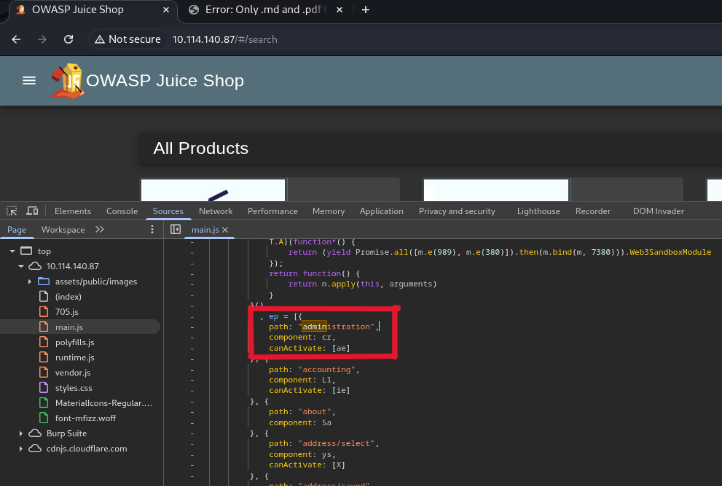 OWASP Juice Shop
Error: Only .md and .pdf f
Not secure 10.114.140.87/#/search
OWASP Juice Shop
All Products
Elements Console Sources Network Performance Memory Application Privacy and security Lighthouse Recorder DOM Invader
Page Workspace main.js
top
10.114.140.87
assets/public/images
(index)
705.js
main.js
polyfills.js
runtime.js
vendor.js
styles.css
MaterialIcons-Regular....
font-mfizz.woff
Burp Suite
cdnjs.cloudflare.com
T.A)(function*() {
return (yield Promise.all([m.e(989), m.e(380)]).then(m.bind(m, 7380))).Web3SandboxModule
});
return function() {
return n.apply(this, arguments)
}
}()
, ep = [{
path: "administration",
component: cr,
canActivate: [ae]
}, {
path: "accounting",
component: L1,
canActivate: [ie]
}, {
path: "about",
component: Sa
}, {
path: "address/select",
component: ys,
canActivate: [X]
}, {
path: "address/saved",